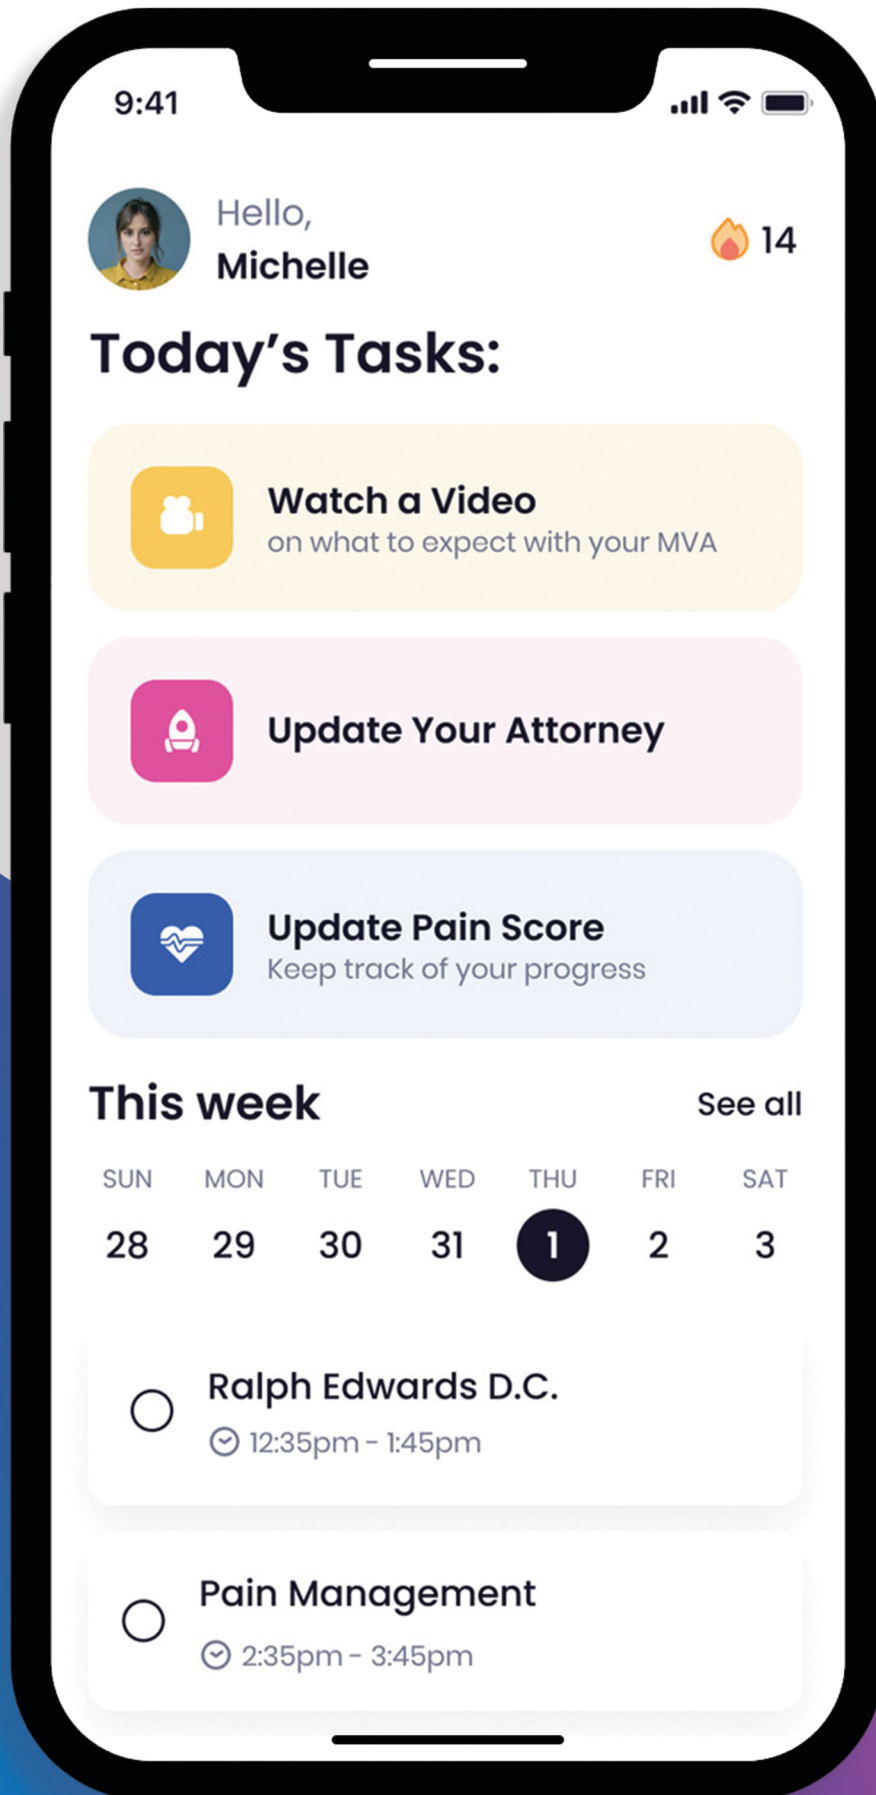 9:41
Hello,
Michelle
14
Today's Tasks:
Watch a Video
on what to expect with your MVA
Update Your Attorney
Update Pain Score
Keep track of your progress
This week
See all
SUN MON TUE WED THU FRI SAT
28 29 30 31 1 2 3
Ralph Edwards D.C.
12:35pm - 1:45pm
Pain Management
2:35pm - 3:45pm